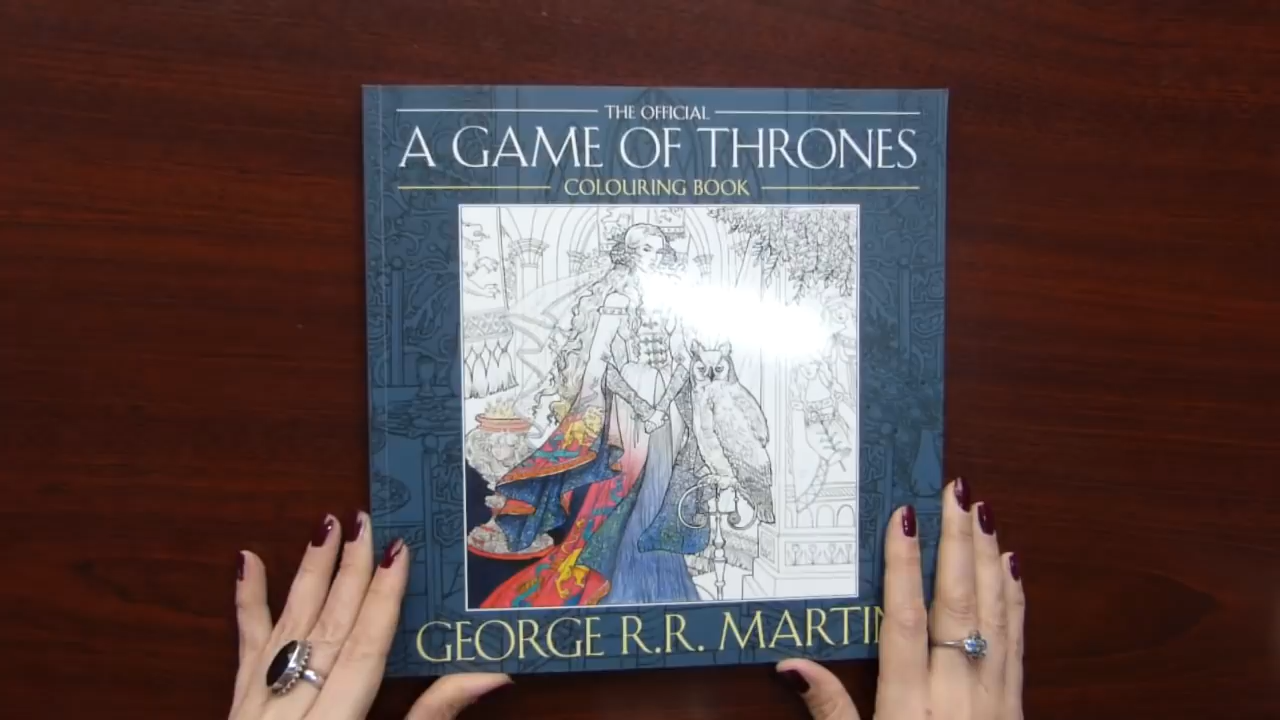 THE OFFICIAL
A GAME OF THRONES
COLOURING BOOK
GEORGE R.R. MARTIN